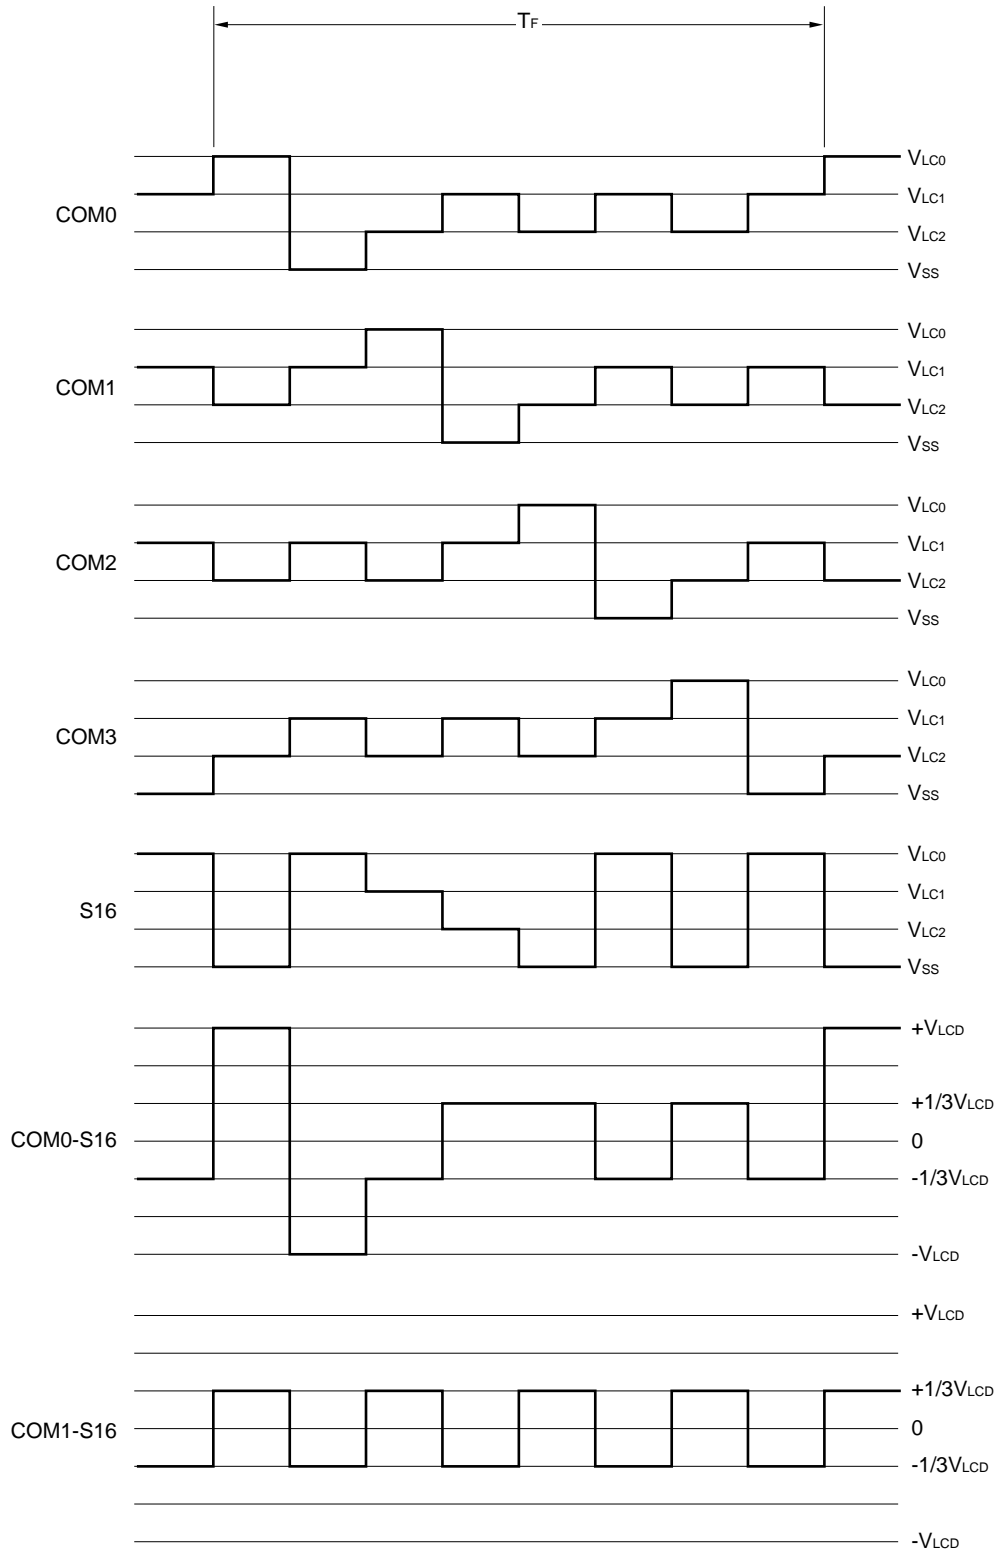 TF
COM0
VLC0
VLC1
VLC2
VSS
COM1
VLC0
VLC1
VLC2
VSS
COM2
VLC0
VLC1
VLC2
VSS
COM3
VLC0
VLC1
VLC2
VSS
S16
VLC0
VLC1
VLC2
VSS
COM0-S16
+VLCD
+1/3VLCD
0
-1/3VLCD
-VLCD
COM1-S16
+VLCD
+1/3VLCD
0
-1/3VLCD
-VLCD